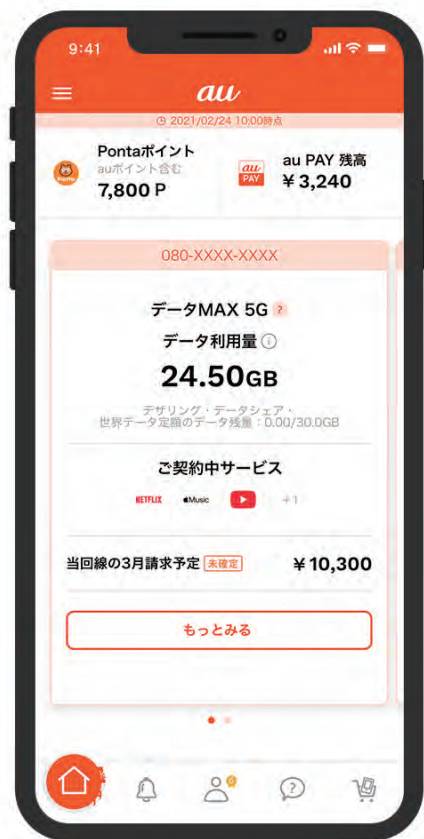 9:41
au
2021/02/24 10:00時点
Pontaポイント
auポイント含む
7,800 P
au PAY
au PAY 残高
¥3,240
080-XXXX-XXXX
データMAX 5G ?
データ利用量 i
24.50GB
デザリング・データシェア・
世界データ定額のデータ残量：0.00/30.0GB
ご契約中サービス
NETFLIX Music +1
当回線の3月請求予定 未確定 ¥10,300
もっとみる